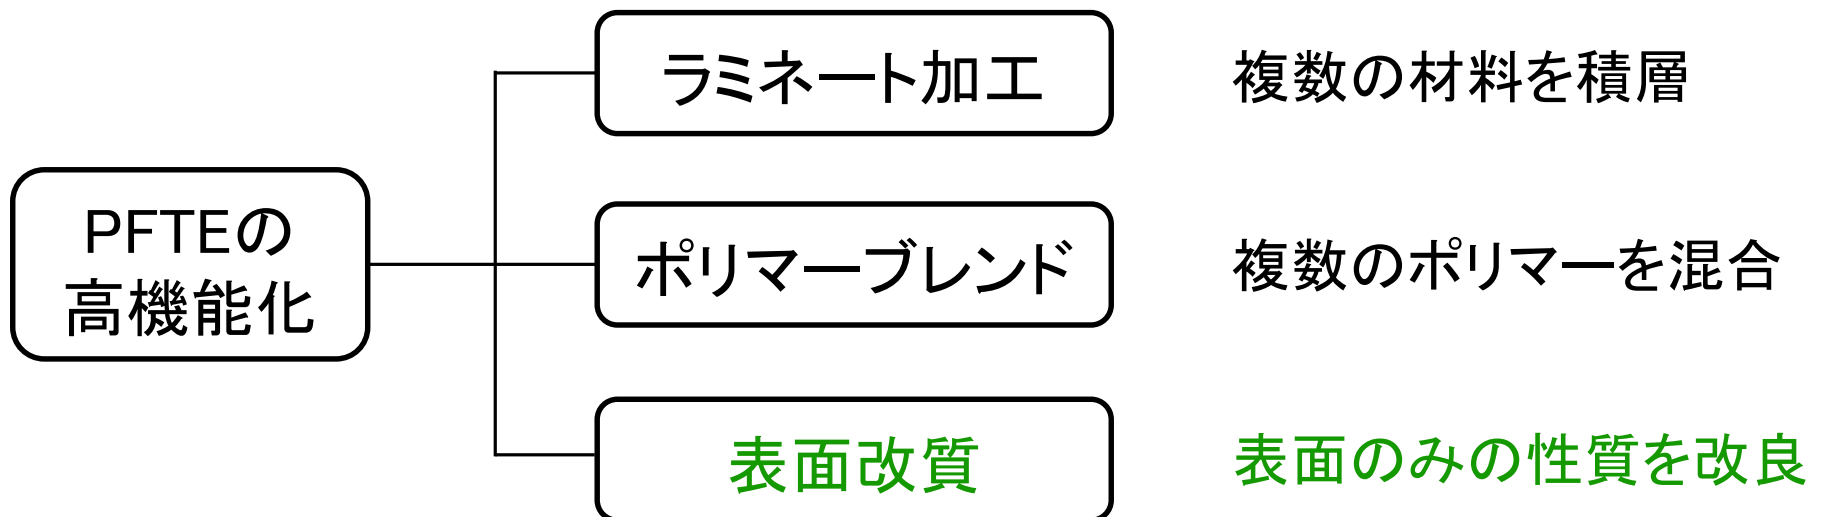 ラミネート加工
複数の材料を積層
PFTEの
高機能化
ポリマーブレンド
複数のポリマーを混合
表面改質
表面のみの性質を改良